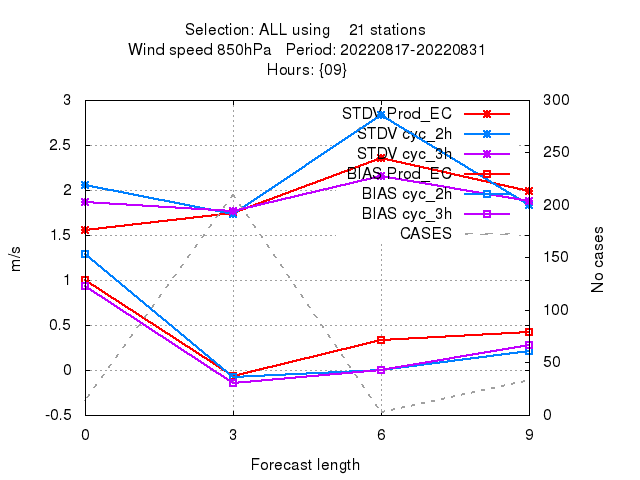 Selection: ALL using 21 stations
Wind speed 850hPa Period: 20220817-20220831
Hours: {09}
3
2.5
2
1.5
1
0.5
0
-0.5
m/s
300
250
200
150
100
50
0
No cases
STDV Prod_EC
STDV cyc_2h
STDV cyc_3h
BIAS Prod_EC
BIAS cyc_2h
BIAS cyc_3h
CASES
0 3 6 9
Forecast length